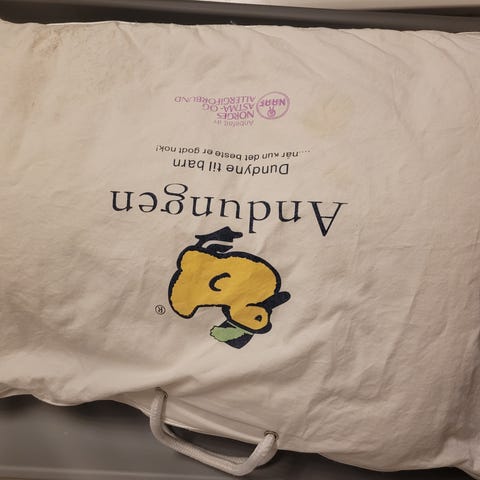 ®
Andungen
Dundyne til barn
...når kun det beste er godt nok!
Anbefalt av
NORGES
ASTMA- OG
ALLERGIFORBUND
NAAF